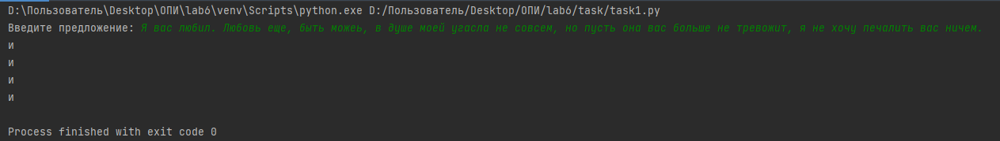 D:\Пользователь\Desktop\ОПИ\lab6\venv\Scripts\python.exe D:/Пользователь/Desktop/ОПИ/lab6/task/task1.py
Введите предложение: Я вас любил. Любовь еще, бытьможеь, в душе моей угасла не совсем, но пусть она вас больше не тревожит, я не хочу печалить вас ничем.
и
и
и
и
Process finished with exit code 0